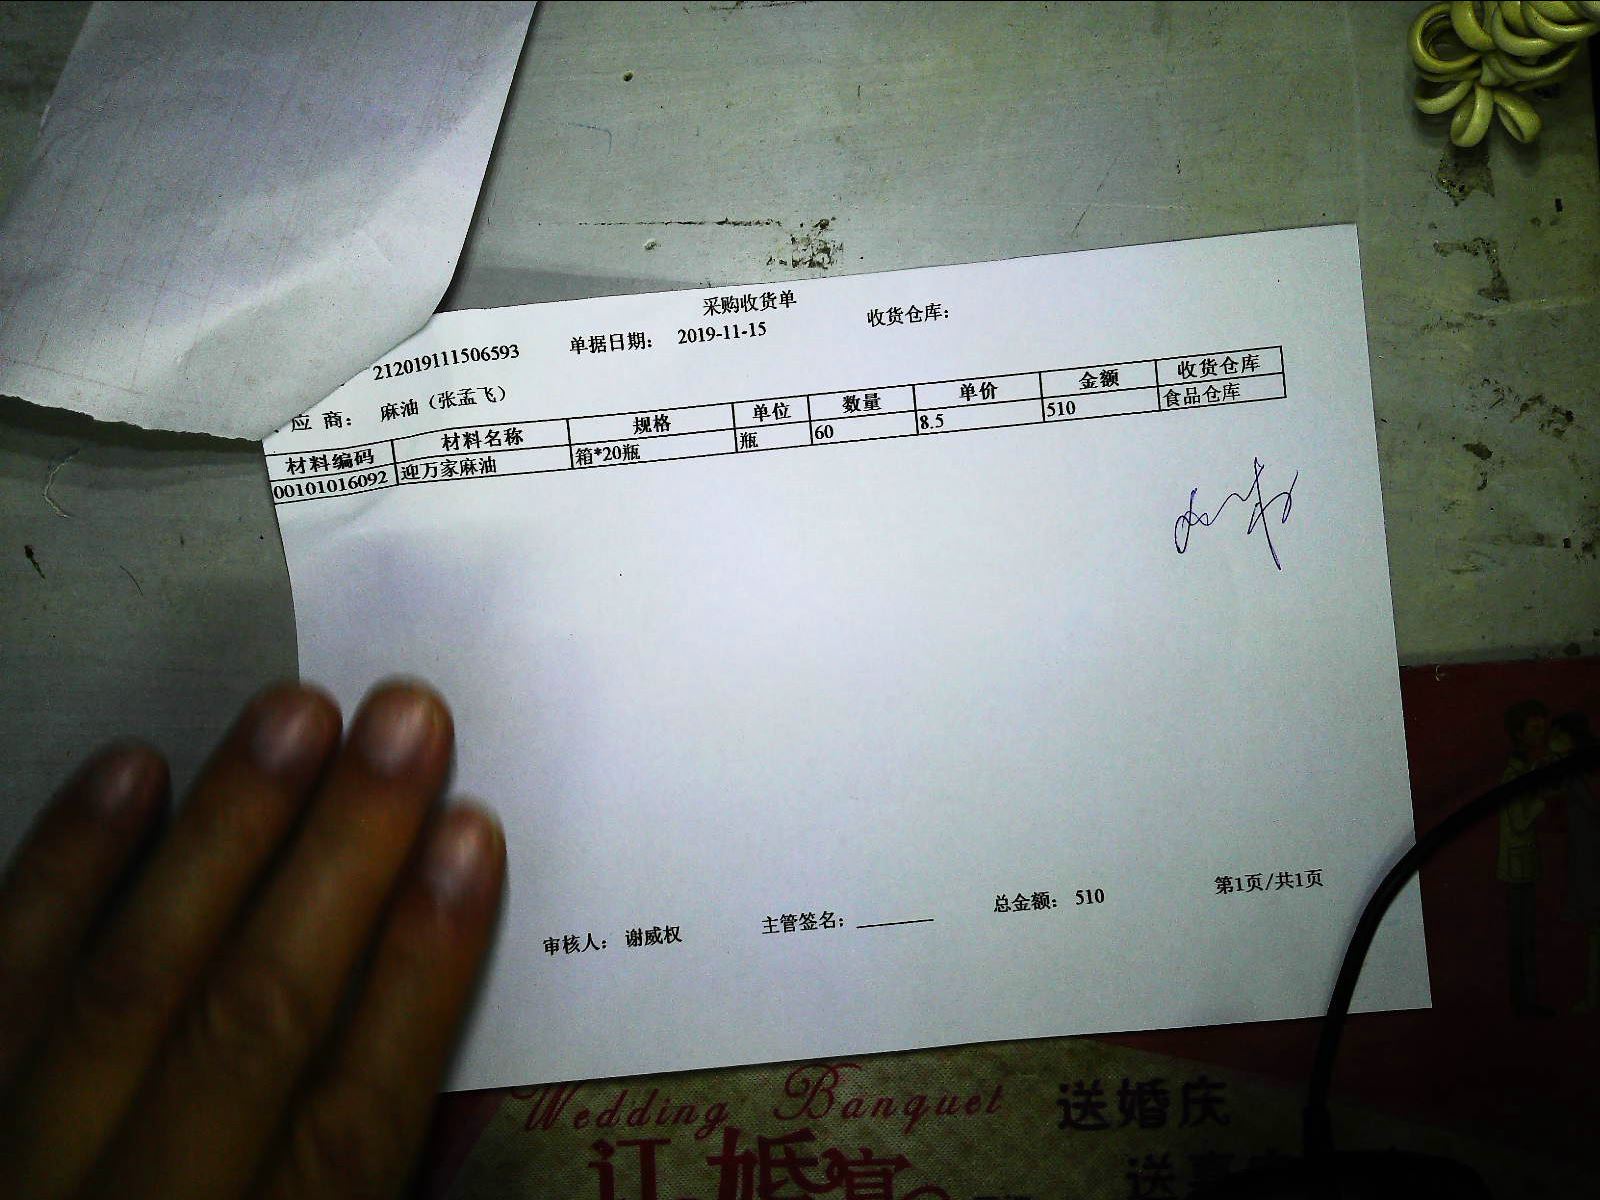 采购收货单
212019111506593 单据日期： 2019-11-15 收货仓库：
应 商： 麻油（张孟飞）
材料编码 材料名称 规格 单位 数量 单价 金额 收货仓库
00101016092 迎万家麻油 箱*20瓶 瓶 60 8.5 510 食品仓库
审核人： 谢威权 主管签名： 总金额： 510 第1页/共1页
Wedding Banquet 送婚庆
订婚宴